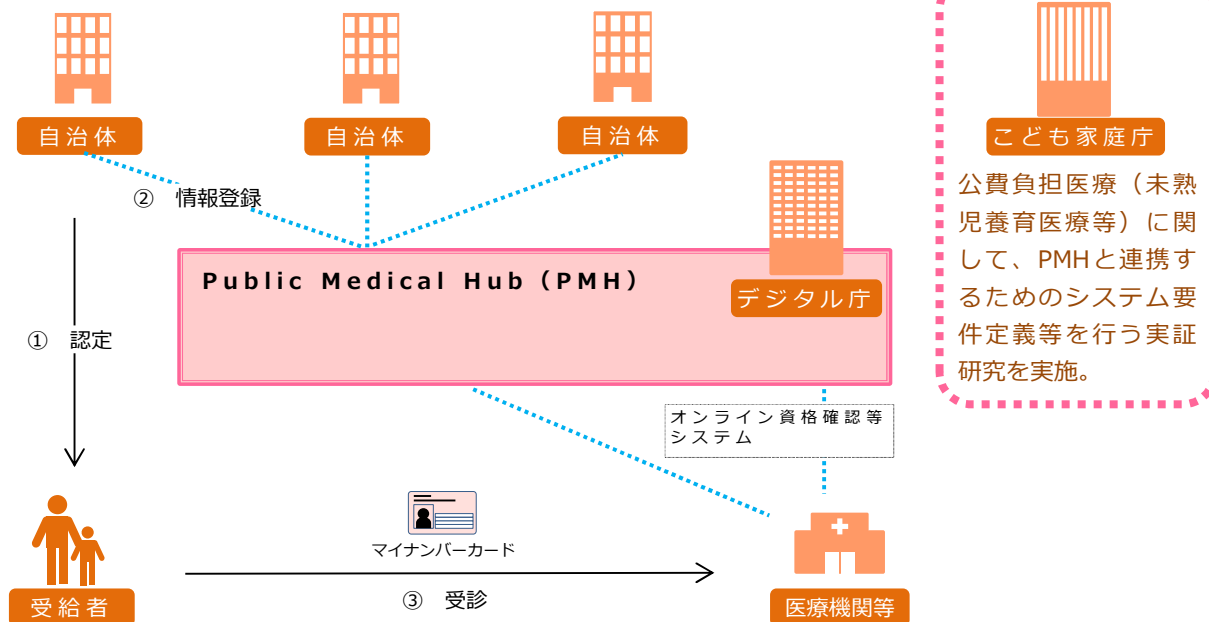 自治体
自治体
自治体
② 情報登録
Public Medical Hub（PMH）
デジタル庁
① 認定
オンライン資格確認等
システム
マイナンバーカード
③ 受診
受給者
医療機関等
こども家庭庁
公費負担医療（未熟
児養育医療等）に関
して、PMHと連携す
るためのシステム要
件定義等を行う実証
研究を実施。